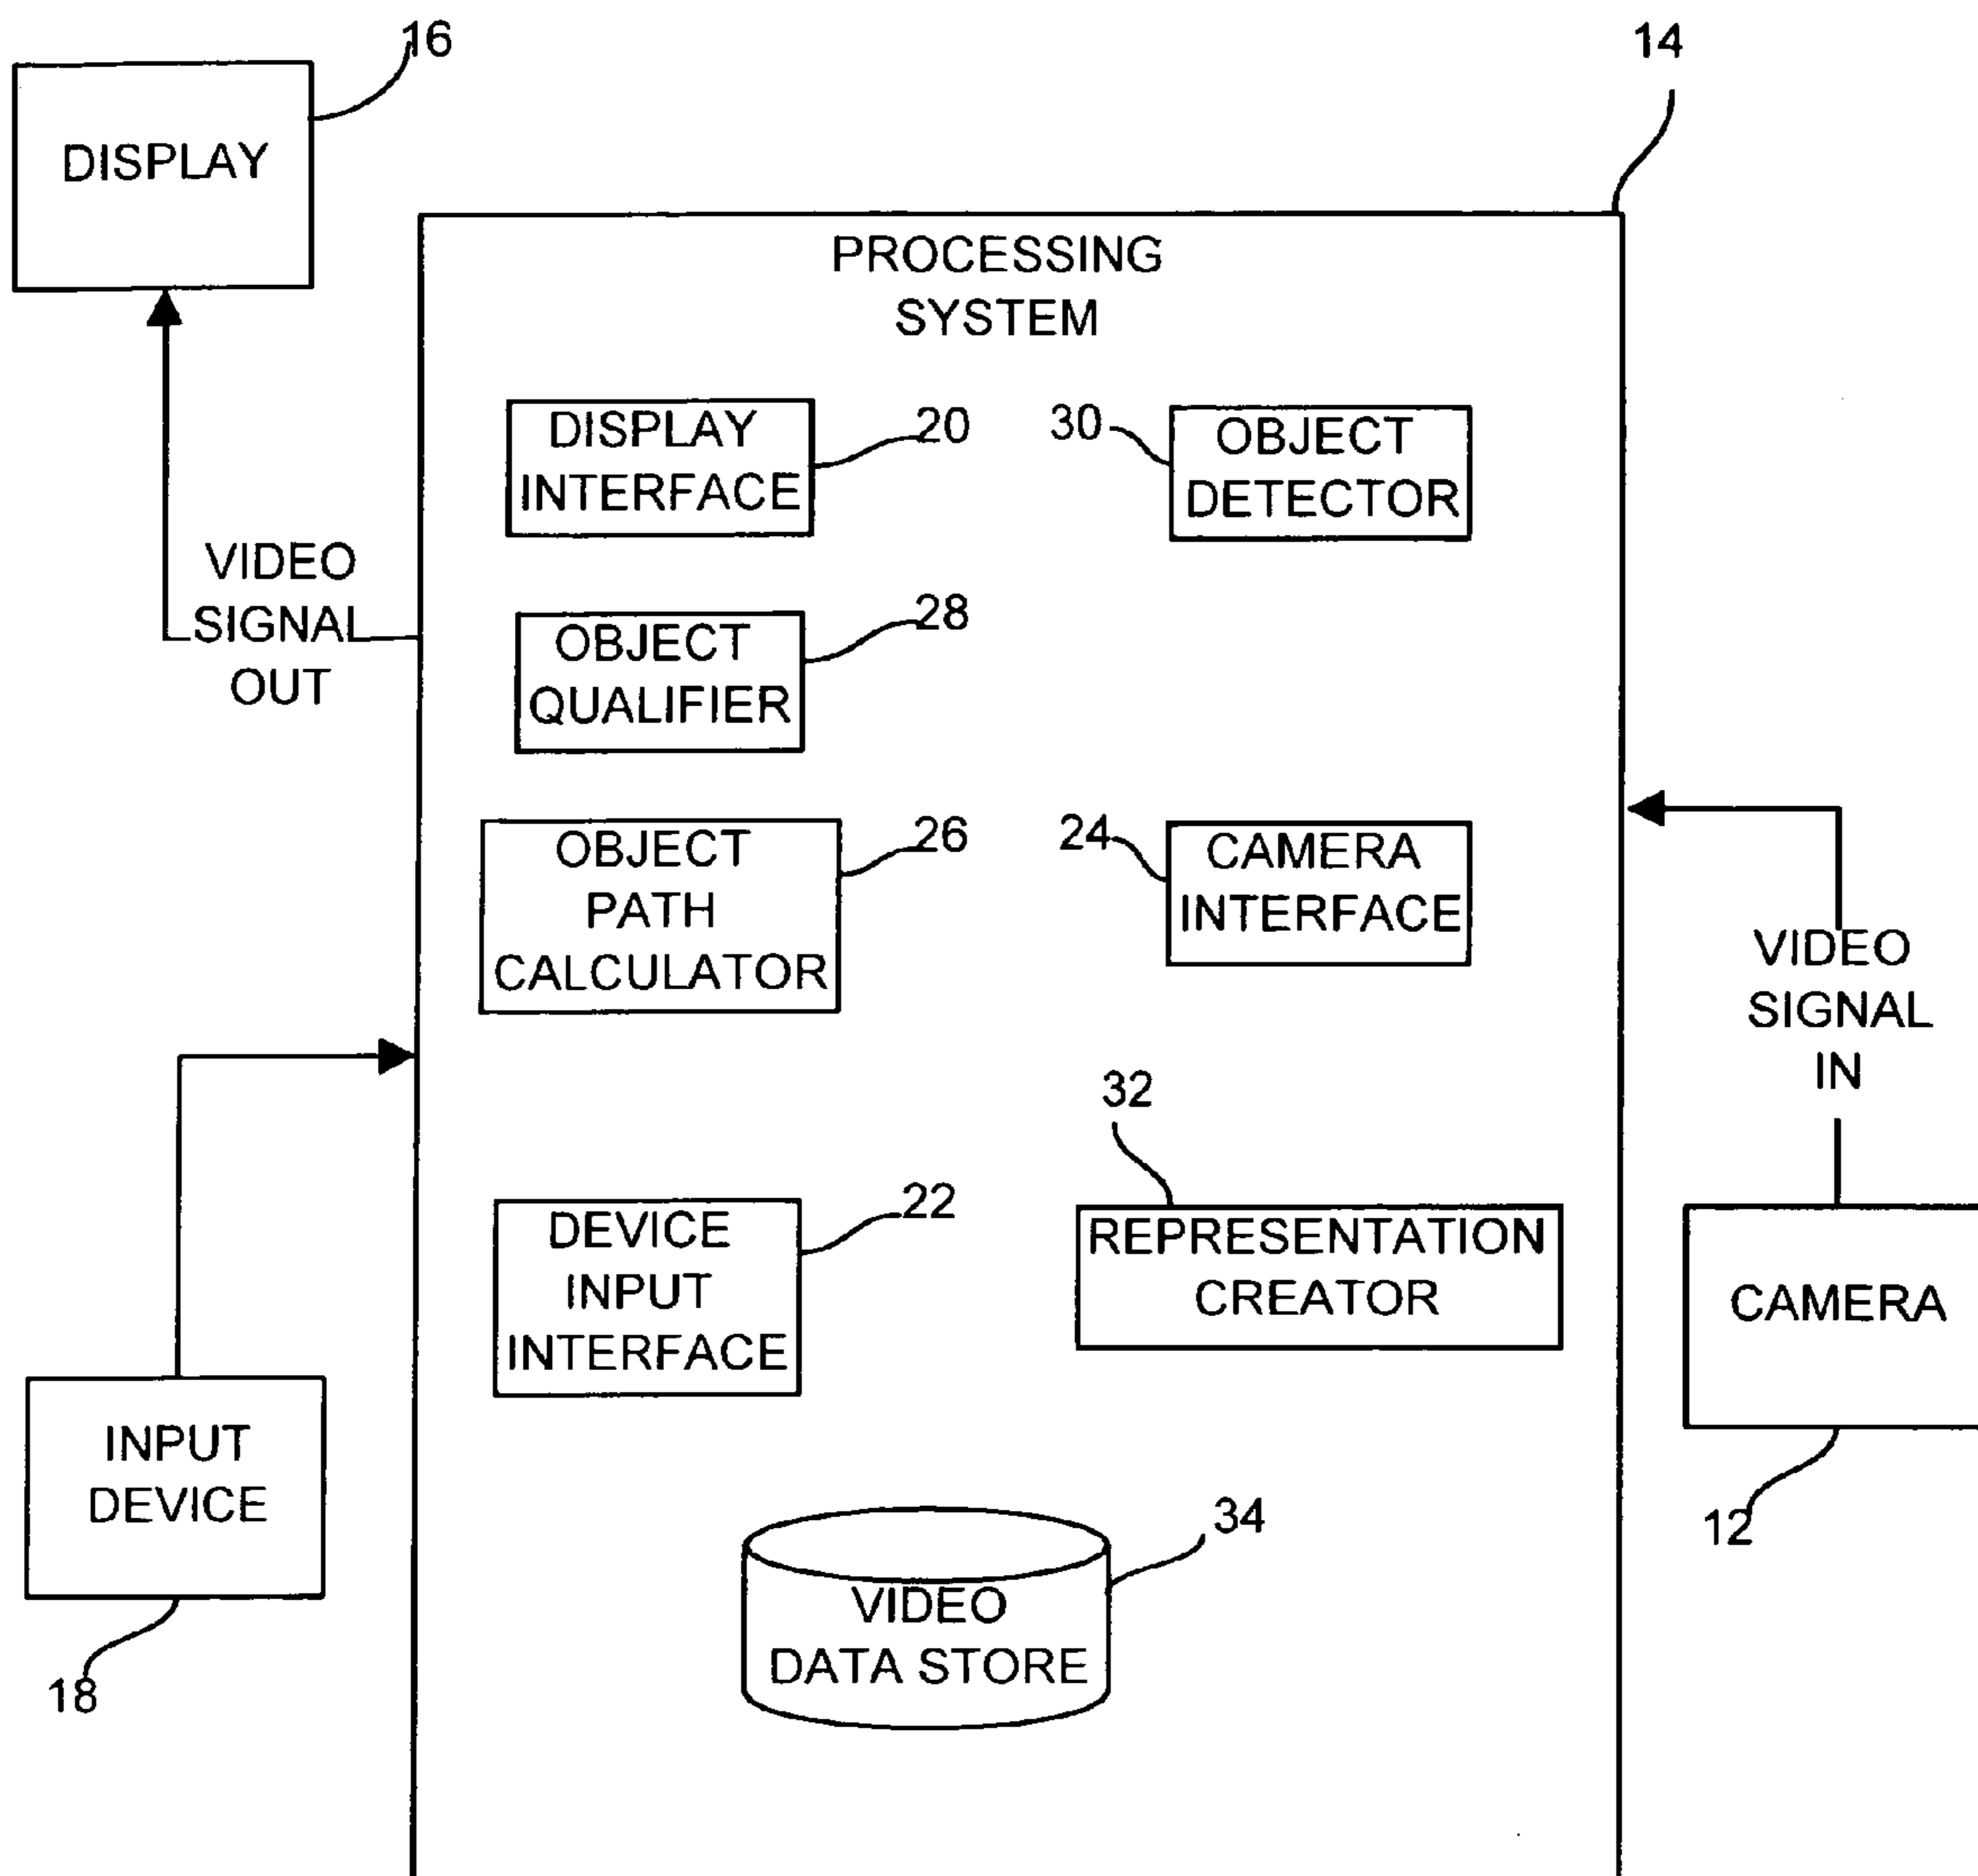 16
14
DISPLAY
PROCESSING
SYSTEM
DISPLAY
INTERFACE
20
30
OBJECT
DETECTOR
VIDEO
SIGNAL
OUT
OBJECT
QUALIFIER
28
OBJECT
PATH
CALCULATOR
26
24
CAMERA
INTERFACE
VIDEO
SIGNAL
IN
32
DEVICE
INPUT
INTERFACE
22
REPRESENTATION
CREATOR
CAMERA
12
INPUT
DEVICE
18
34
VIDEO
DATA STORE